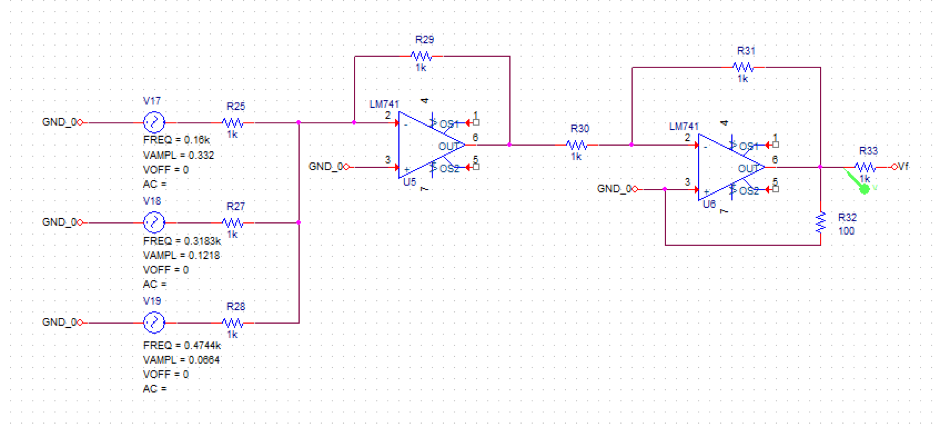 R29
1k
R31
1k
V17
R25
LM741
4
GND_0
1k
2
-
OS1
1
6
OUT
FREQ = 0.16k
VAMPL = 0.332
VOFF = 0
AC =
GND_0
3
+
OS2
5
U5
7
R30
1k
LM741
4
2
-
OS1
1
6
OUT
GND_0
3
+
OS2
5
U6
7
R33
1k
Vf
V
R32
100
V18
R27
GND_0
1k
FREQ = 0.3183k
VAMPL = 0.1218
VOFF = 0
AC =
V19
R28
GND_0
1k
FREQ = 0.4744k
VAMPL = 0.0664
VOFF = 0
AC =